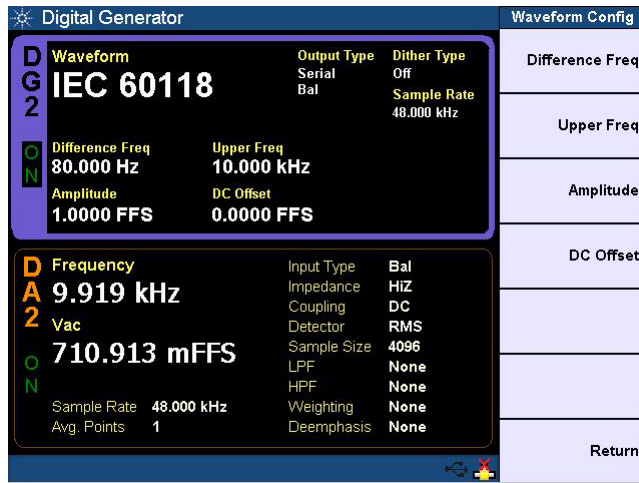 Digital Generator
Waveform Config
DG2
ON
Waveform
IEC 60118
Output Type
Serial
Bal
Dither Type
Off
Sample Rate
48.000 kHz
Difference Freq
80.000 Hz
Upper Freq
10.000 kHz
Amplitude
1.0000 FFS
DC Offset
0.0000 FFS
DA2
ON
Frequency
9.919 kHz
Vac
710.913 mFFS
Sample Rate 48.000 kHz
Avg. Points 1
Input Type Bal
Impedance HiZ
Coupling DC
Detector RMS
Sample Size 4096
LPF None
HPF None
Weighting None
Deemphasis None
Difference Freq
Upper Freq
Amplitude
DC Offset
Return